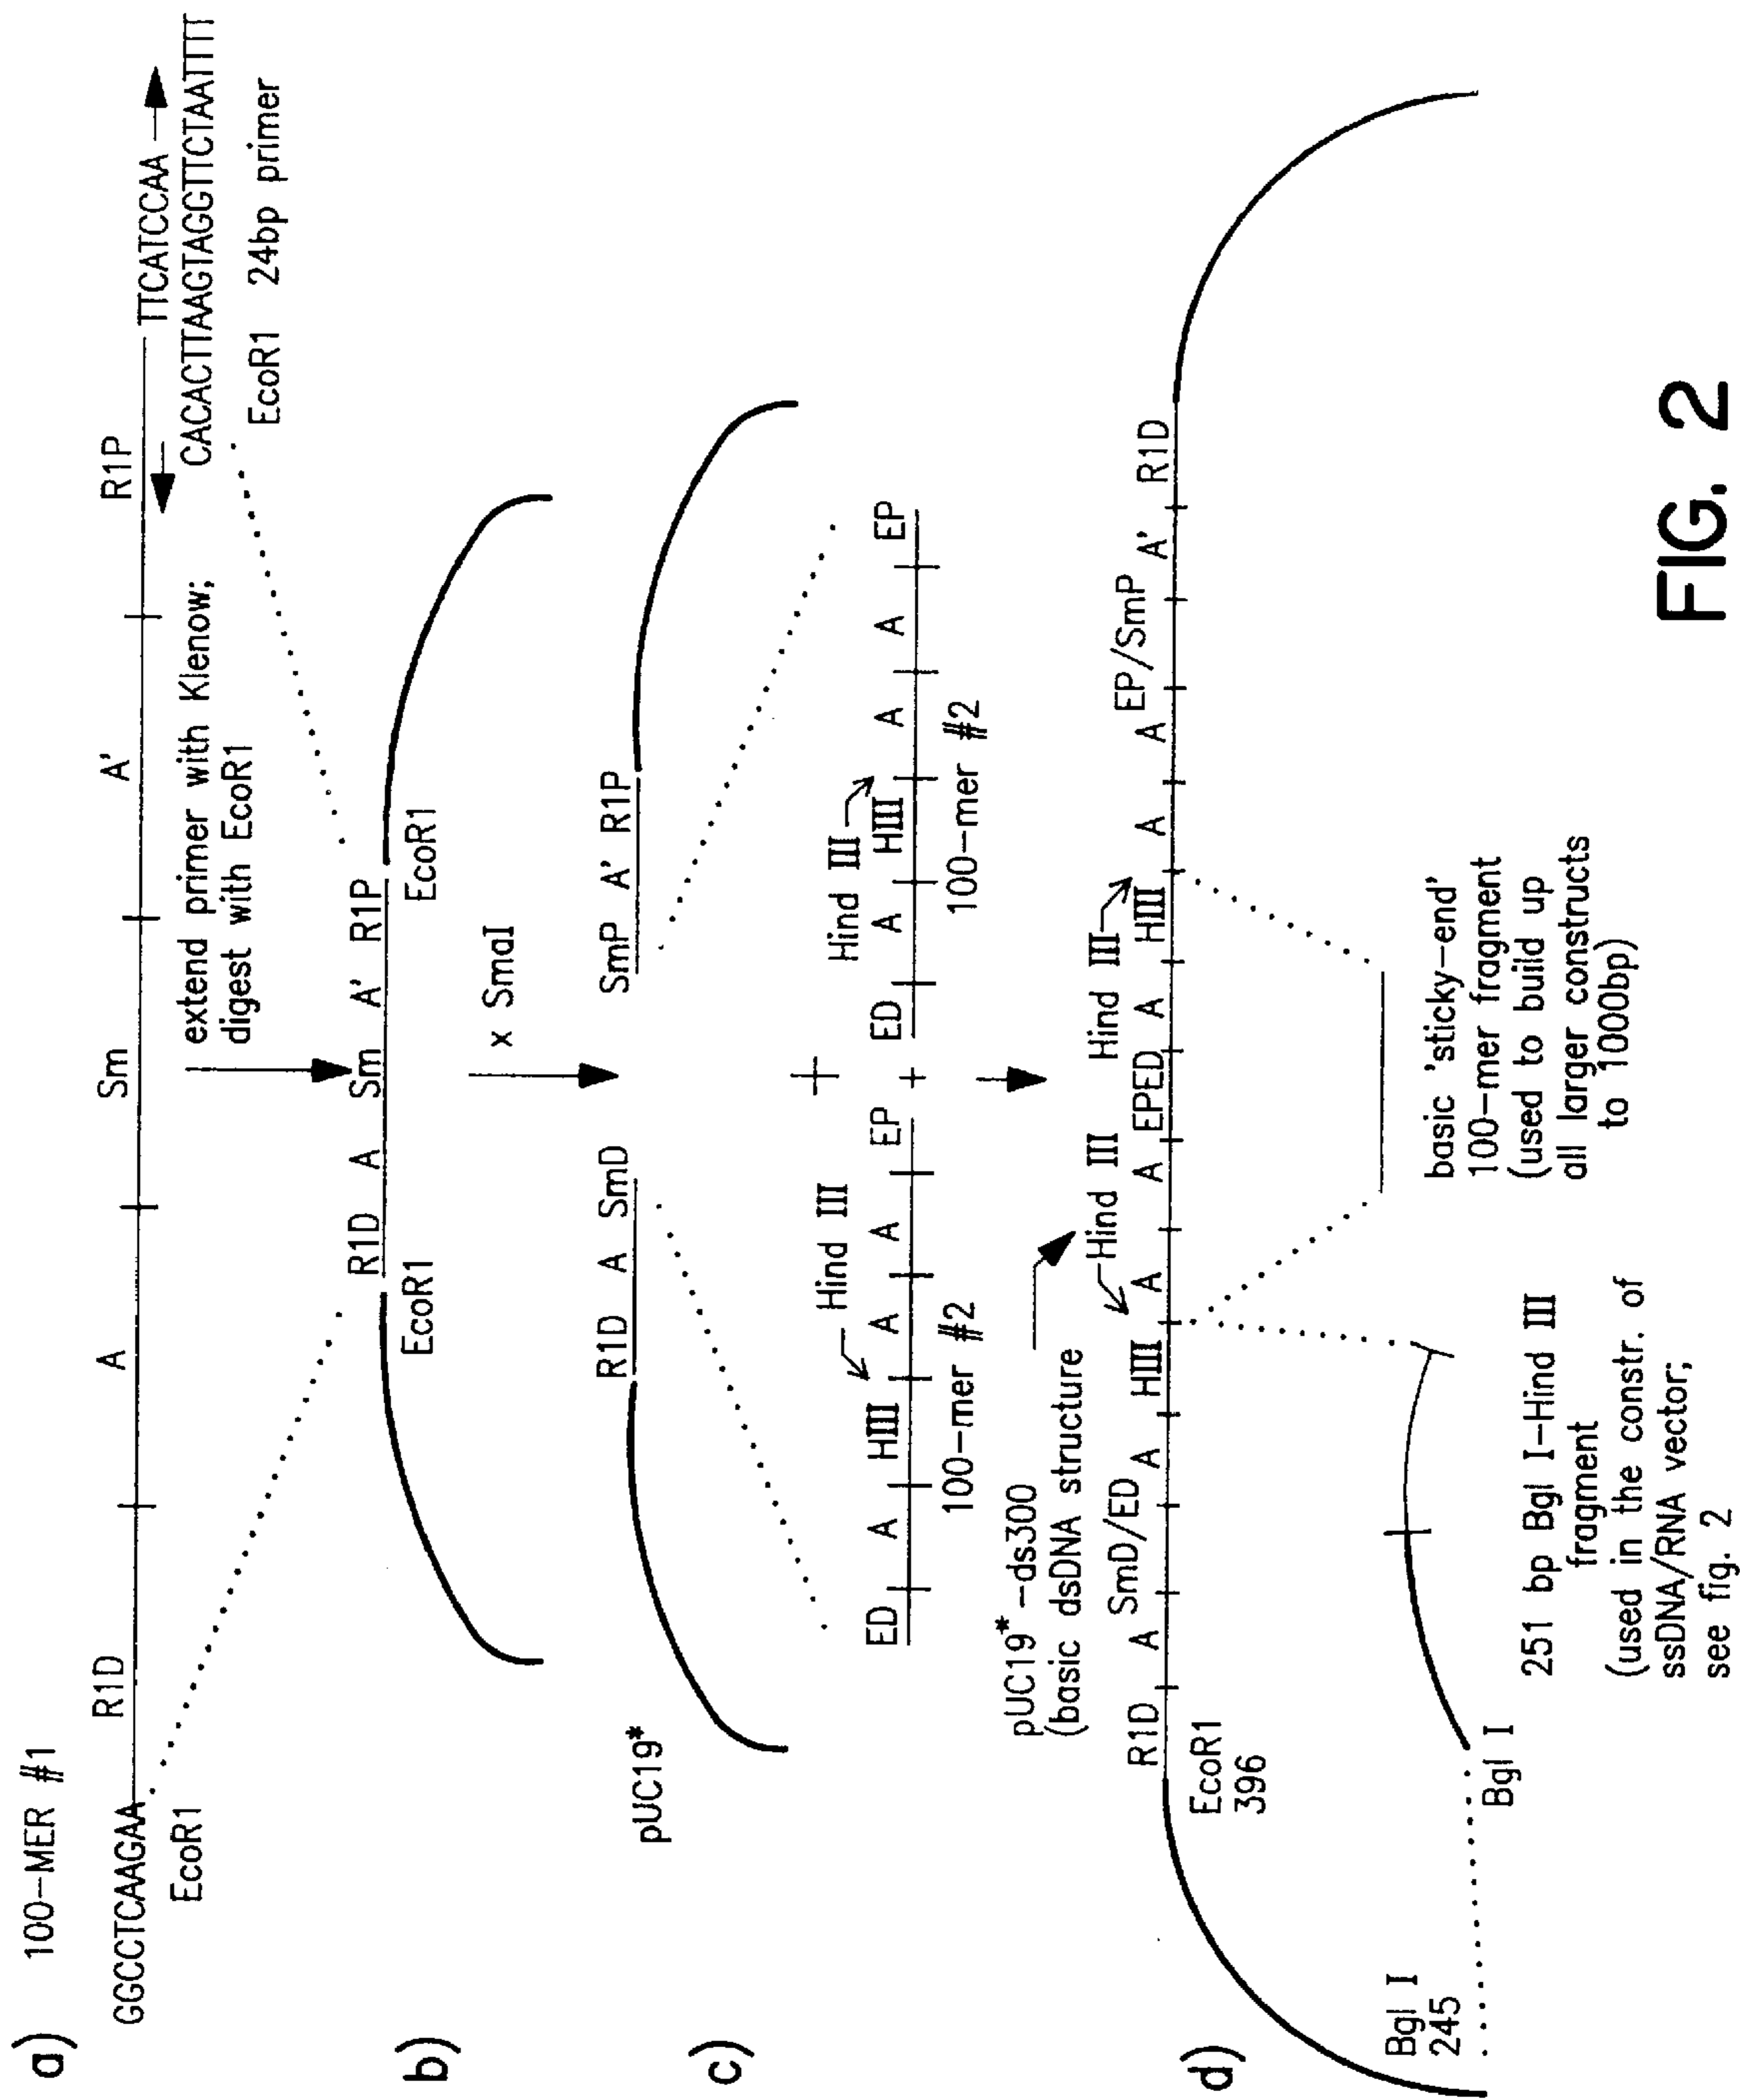 a) 100-MER #1
R1D A Sm A' R1P
GGCCTCAAGA TTCATCCAA
CACACTTAAGTAGGTTCTAATTTT
EcoR1
extend primer with Klenow;
digest with EcoR1
EcoR1 24bp primer
b)
R1D A Sm A' R1P
EcoR1 EcoR1
x SmaI
c)
pUC19*
R1D A SmD SmP A' R1P
+
Hind III Hind III
ED A HIII A A EP + ED A HIII A A EP
100-mer #2 100-mer #2
pUC19*-ds300
(basic dsDNA structure
d)
Hind III Hind III
R1D A SmD/ED A HIII A A EPED A HIII A A EP/SmP A' R1D
EcoR1
396
Bgl I
245
Bgl I
251 bp Bgl I-Hind III
fragment
(used in the constr. of
ssDNA/RNA vector;
see fig. 2
basic 'sticky-end'
100-mer fragment
(used to build up
all larger constructs
to 1000bp)
FIG. 2